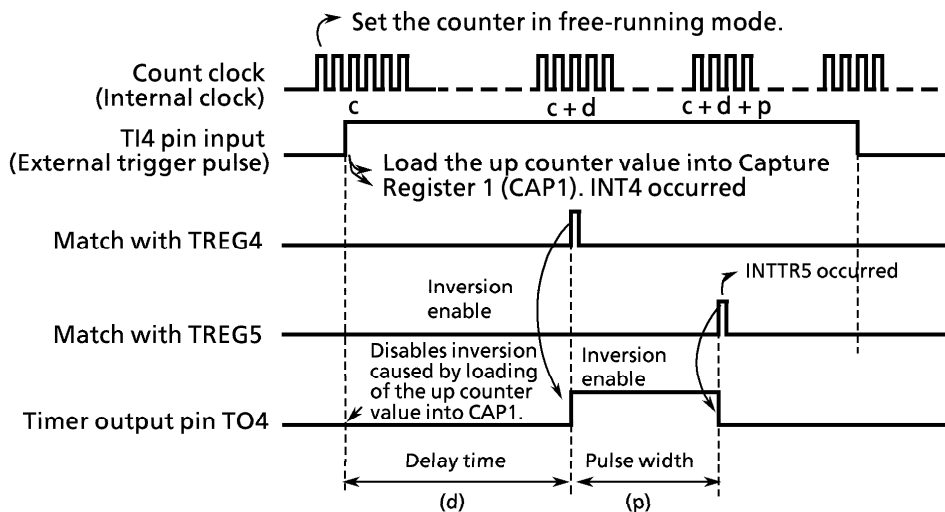 Set the counter in free-running mode.
Count clock
(Internal clock)
c
c + d
c + d + p
TI4 pin input
(External trigger pulse)
Load the up counter value into Capture
Register 1 (CAP1). INT4 occurred
Match with TREG4
INTTR5 occurred
Inversion
enable
Match with TREG5
Disables inversion
caused by loading
of the up counter
value into CAP1.
Inversion
enable
Timer output pin TO4
Delay time
Pulse width
(d)
(p)